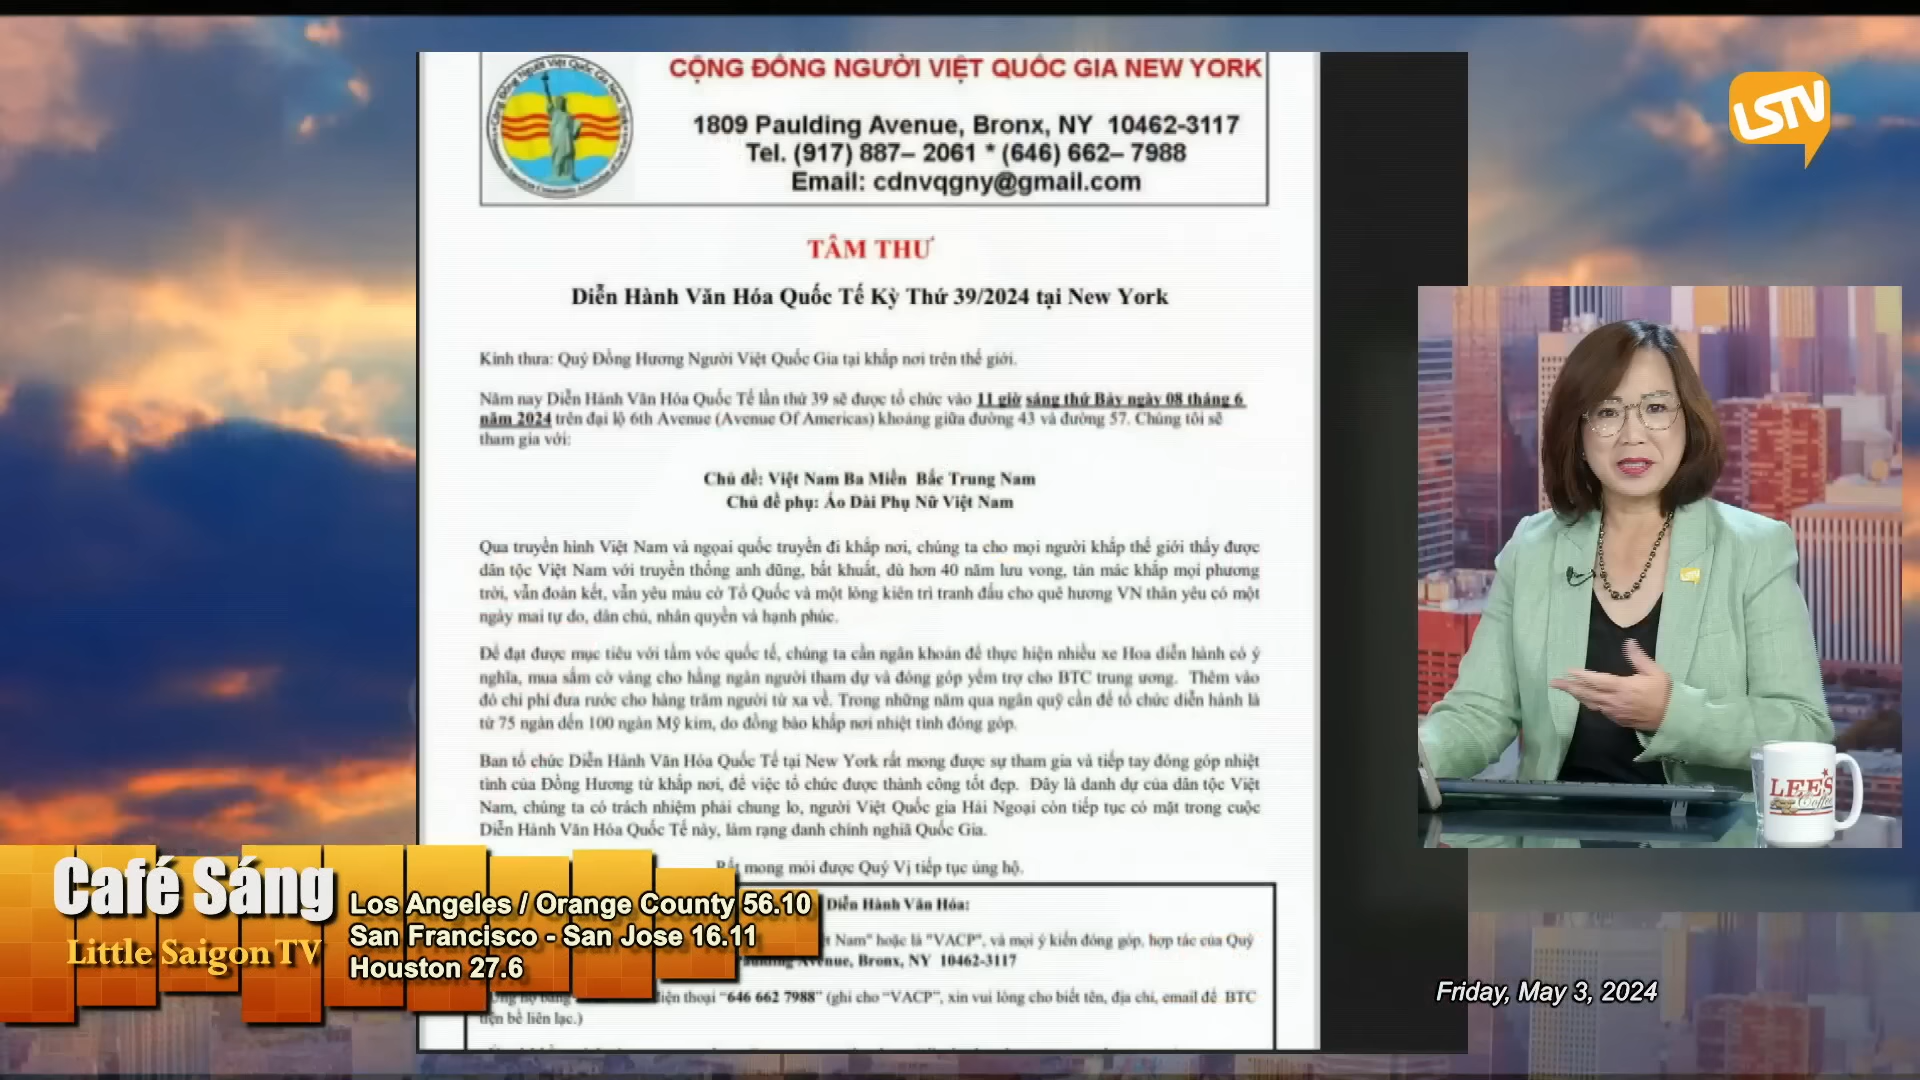 CỘNG ĐỒNG NGƯỜI VIỆT QUỐC GIA NEW YORK
1809 Paulding Avenue, Bronx, NY 10462-3117
Tel. (917) 887– 2061 * (646) 662– 7988
Email: cdnvqgny@gmail.com
TÂM THƯ
Diễn Hành Văn Hóa Quốc Tế Kỳ Thứ 39/2024 tại New York
Kính thưa: Quý Đồng Hương Người Việt Quốc Gia tại khắp nơi trên thế giới.
Năm nay Diễn Hành Văn Hóa Quốc Tế lần thứ 39 sẽ được tổ chức vào 11 giờ sáng thứ Bảy ngày 08 tháng 6
năm 2024 trên đại lộ 6th Avenue (Avenue Of Americas) khoảng giữa đường 43 và đường 57. Chúng tôi sẽ
tham gia với:
Chủ đề: Việt Nam Ba Miền Bắc Trung Nam
Chủ đề phụ: Áo Dài Phụ Nữ Việt Nam
Qua truyền hình Việt Nam và ngoại quốc truyền đi khắp nơi, chúng ta cho mọi người khắp thế giới thấy được
dân tộc Việt Nam với truyền thống anh dũng, bất khuất, dù hơn 40 năm lưu vong, tản mác khắp mọi phương
trời, vẫn đoàn kết, vẫn yêu màu cờ Tổ Quốc và một lòng kiên trì tranh đấu cho quê hương VN thân yêu có một
ngày mai tự do, dân chủ, nhân quyền và hạnh phúc.
Để đạt được mục tiêu với tầm vóc quốc tế, chúng ta cần ngân khoản để thực hiện nhiều xe Hoa diễn hành có ý
nghĩa, mua sắm cờ vàng cho hằng ngàn người tham dự và đóng góp yểm trợ cho BTC trung ương. Thêm vào
đó chi phí đưa rước cho hàng trăm người từ xa về. Trong những năm qua ngân quỹ cần để tổ chức diễn hành là
từ 75 ngàn đến 100 ngàn Mỹ kim, do đồng bào khắp nơi nhiệt tình đóng góp.
Ban tổ chức Diễn Hành Văn Hóa Quốc Tế tại New York rất mong được sự tham gia và tiếp tay đóng góp nhiệt
tình của Đồng Hương từ khắp nơi, để việc tổ chức được thành công tốt đẹp. Đây là danh dự của dân tộc Việt
Nam, chúng ta có trách nhiệm phải chung lo, người Việt Quốc gia Hải Ngoại còn tiếp tục có mặt trong cuộc
Diễn Hành Văn Hóa Quốc Tế này, làm rạng danh chính nghĩa Quốc Gia.
Rất mong mỏi được Quý Vị tiếp tục ủng hộ.
Diễn Hành Văn Hóa:
Nam" hoặc là "VACP", và mọi ý kiến đóng góp, hợp tác của Quý
Avenue, Bronx, NY 10462-3117
điện thoại "646 662 7988" (ghi cho "VACP", xin vui lòng cho biết tên, địa chỉ, email để BTC
tiện bề liên lạc.)
Café Sáng
Little Saigon TV
Los Angeles / Orange County 56.10
San Francisco - San Jose 16.11
Houston 27.6
LSTV
LEE'S
Coffee
Friday, May 3, 2024